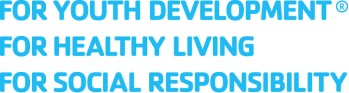 FOR YOUTH DEVELOPMENT®
FOR HEALTHY LIVING
FOR SOCIAL RESPONSIBILITY